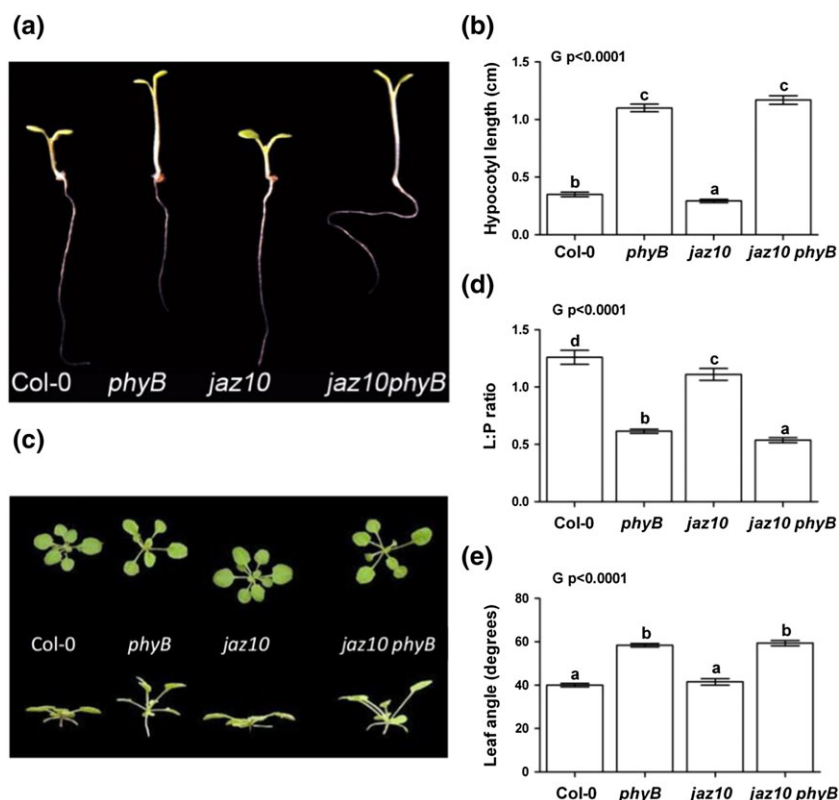 (a)
Col-0 phyB jaz10 jaz10phyB
(b)
G p<0.0001
Hypocotyl length (cm)
1.5
1.0
0.5
0.0
b
c
a
c
Col-0 phyB jaz10 jaz10 phyB
(c)
Col-0 phyB jaz10 jaz10 phyB
(d)
G p<0.0001
L:P ratio
1.5
1.0
0.5
0.0
d
b
c
a
Col-0 phyB jaz10 jaz10 phyB
(e)
G p<0.0001
Leaf angle (degrees)
80
60
40
20
0
a
b
a
b
Col-0 phyB jaz10 jaz10 phyB